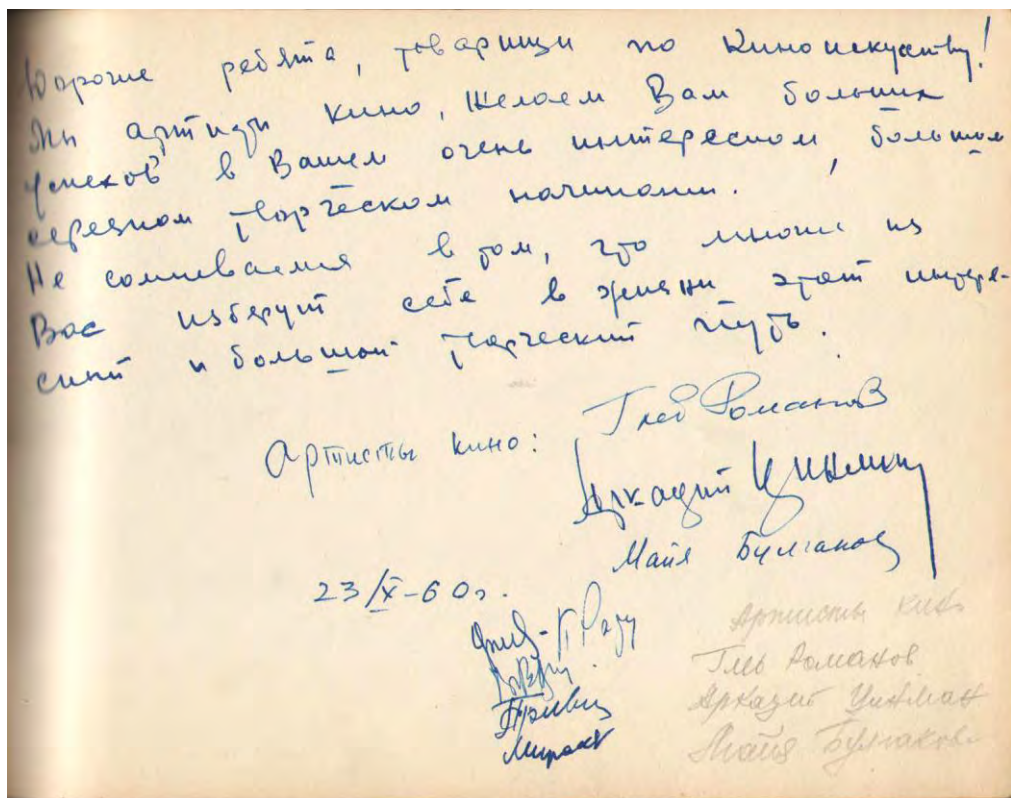 Дорогие ребята, товарищи по Киноискусству!
Мы артисты кино, желаем Вам больших
успехов в Вашем очень интересном, большом
серезном творческом начинании.
Не сомневаемся в том, что многие из
Вас изберут себе в жизни этот интере-
сный и большой творческий путь.
Артисты кино: Глеб Романов
Аркадий Цинман
Майя Булгакова
23/X-60г.
Артисты кино
Глеб Романов
Аркадий Цинман
Майя Булгакова